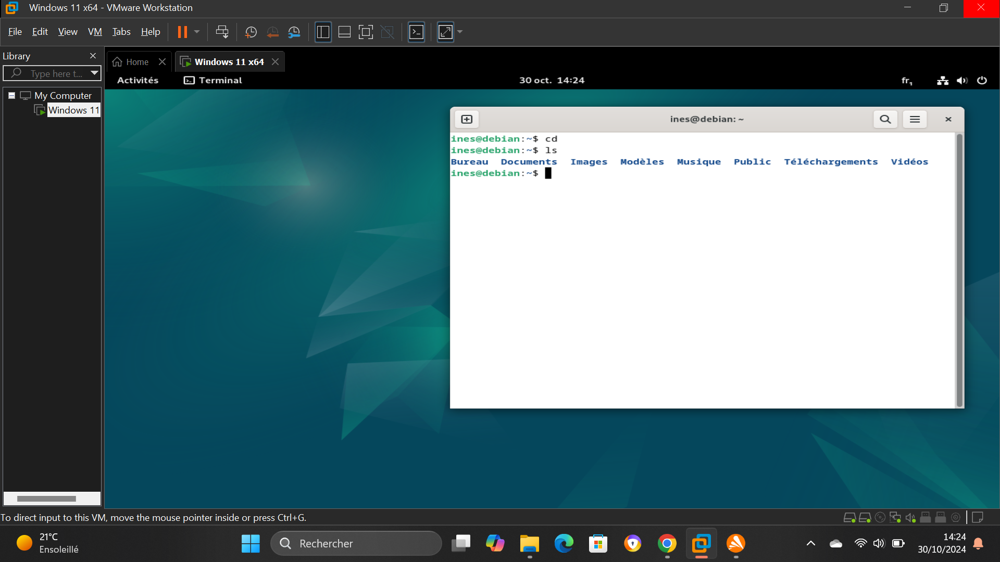 Windows 11 x64 - VMware Workstation
File Edit View VM Tabs Help
Library
Type here t...
My Computer
Windows 11
Home
Windows 11 x64
Activités Terminal 30 oct. 14:24 fr1
ines@debian: ~
ines@debian:~$ cd
ines@debian:~$ ls
Bureau Documents Images Modèles Musique Public Téléchargements Vidéos
ines@debian:~$
To direct input to this VM, move the mouse pointer inside or press Ctrl+G.
21°C
Ensoleillé
Rechercher
14:24
30/10/2024